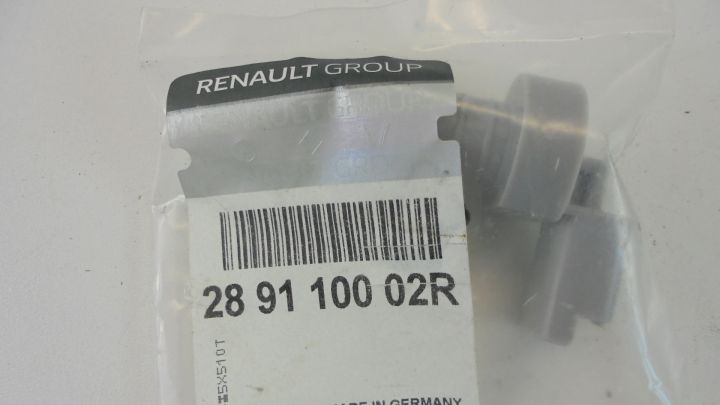 RENAULT GROUP
28 91 100 02R
5X510T
MADE IN GERMANY